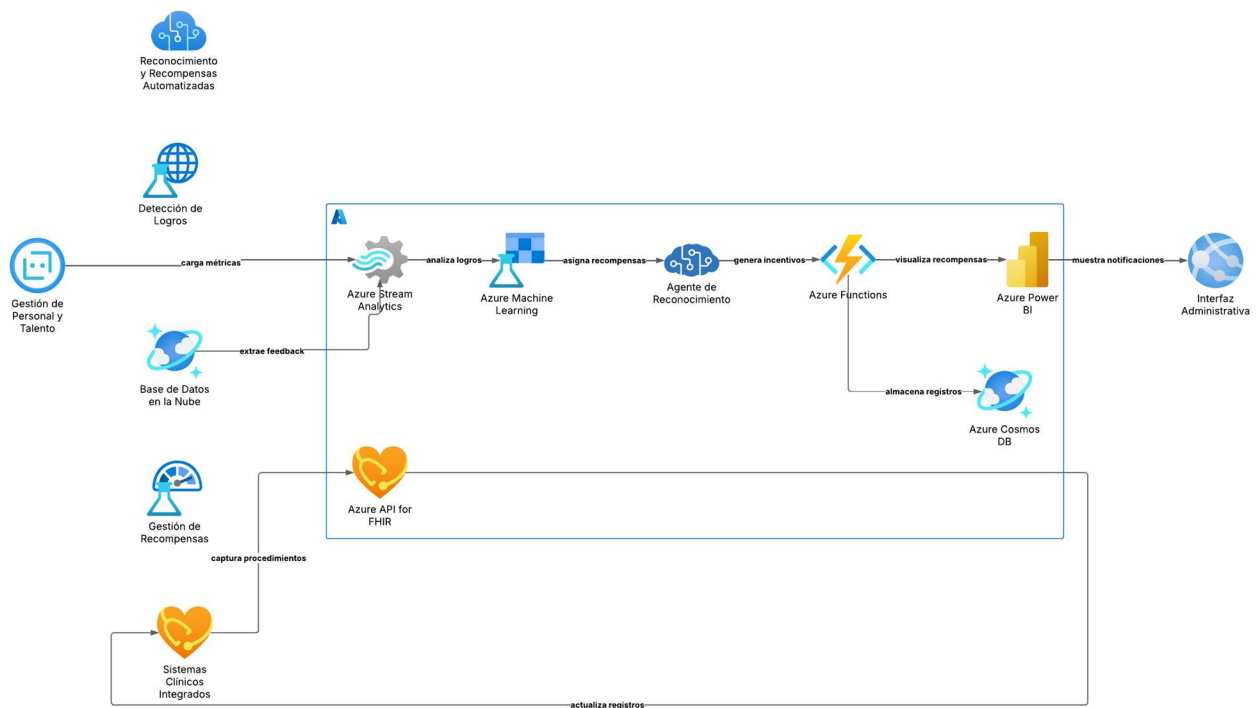 Reconocimiento
y Recompensas
Automatizadas
Detección de
Logros
Gestión de
Personal y
Talento
carga métricas
Azure Stream
Analytics
analiza logros
Azure Machine
Learning
asigna recompensas
Agente de
Reconocimiento
genera incentivos
Azure Functions
visualiza recompensas
Azure Power
BI
muestra notificaciones
Interfaz
Administrativa
extrae feedback
Base de Datos
en la Nube
almacena registros
Azure Cosmos
DB
Gestión de
Recompensas
Azure API for
FHIR
captura procedimientos
Sistemas
Clínicos
Integrados
actualiza registros